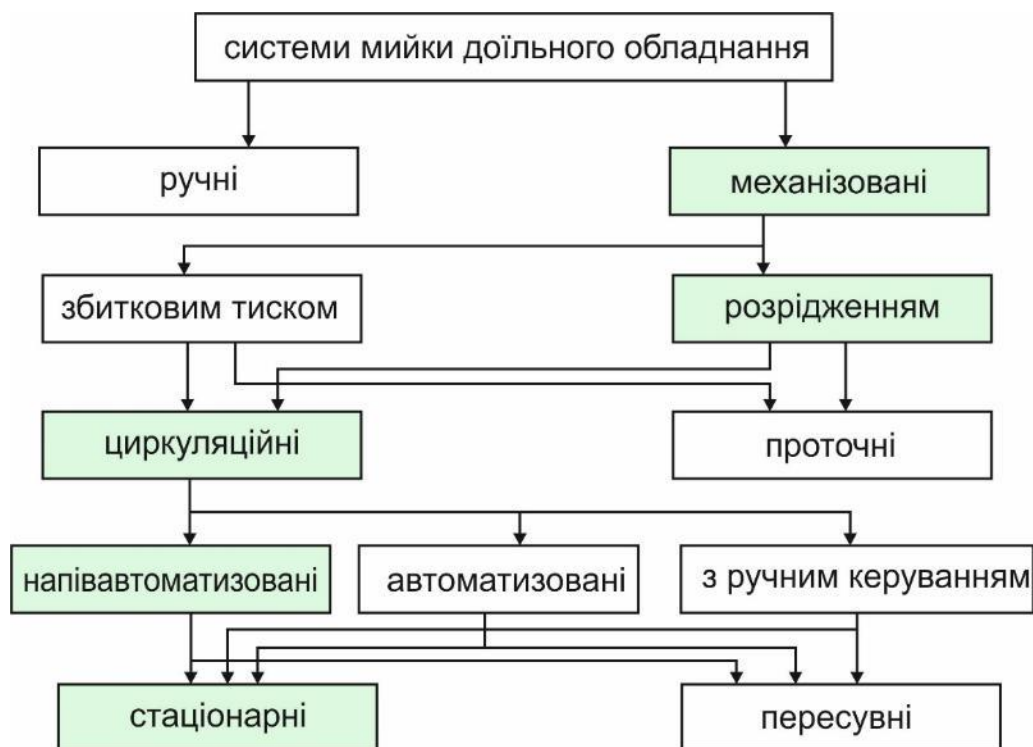 системи мийки доїльного обладнання
ручні
механізовані
збитковим тиском
розрідженням
циркуляційні
проточні
напівавтоматизовані
автоматизовані
з ручним керуванням
стаціонарні
пересувні